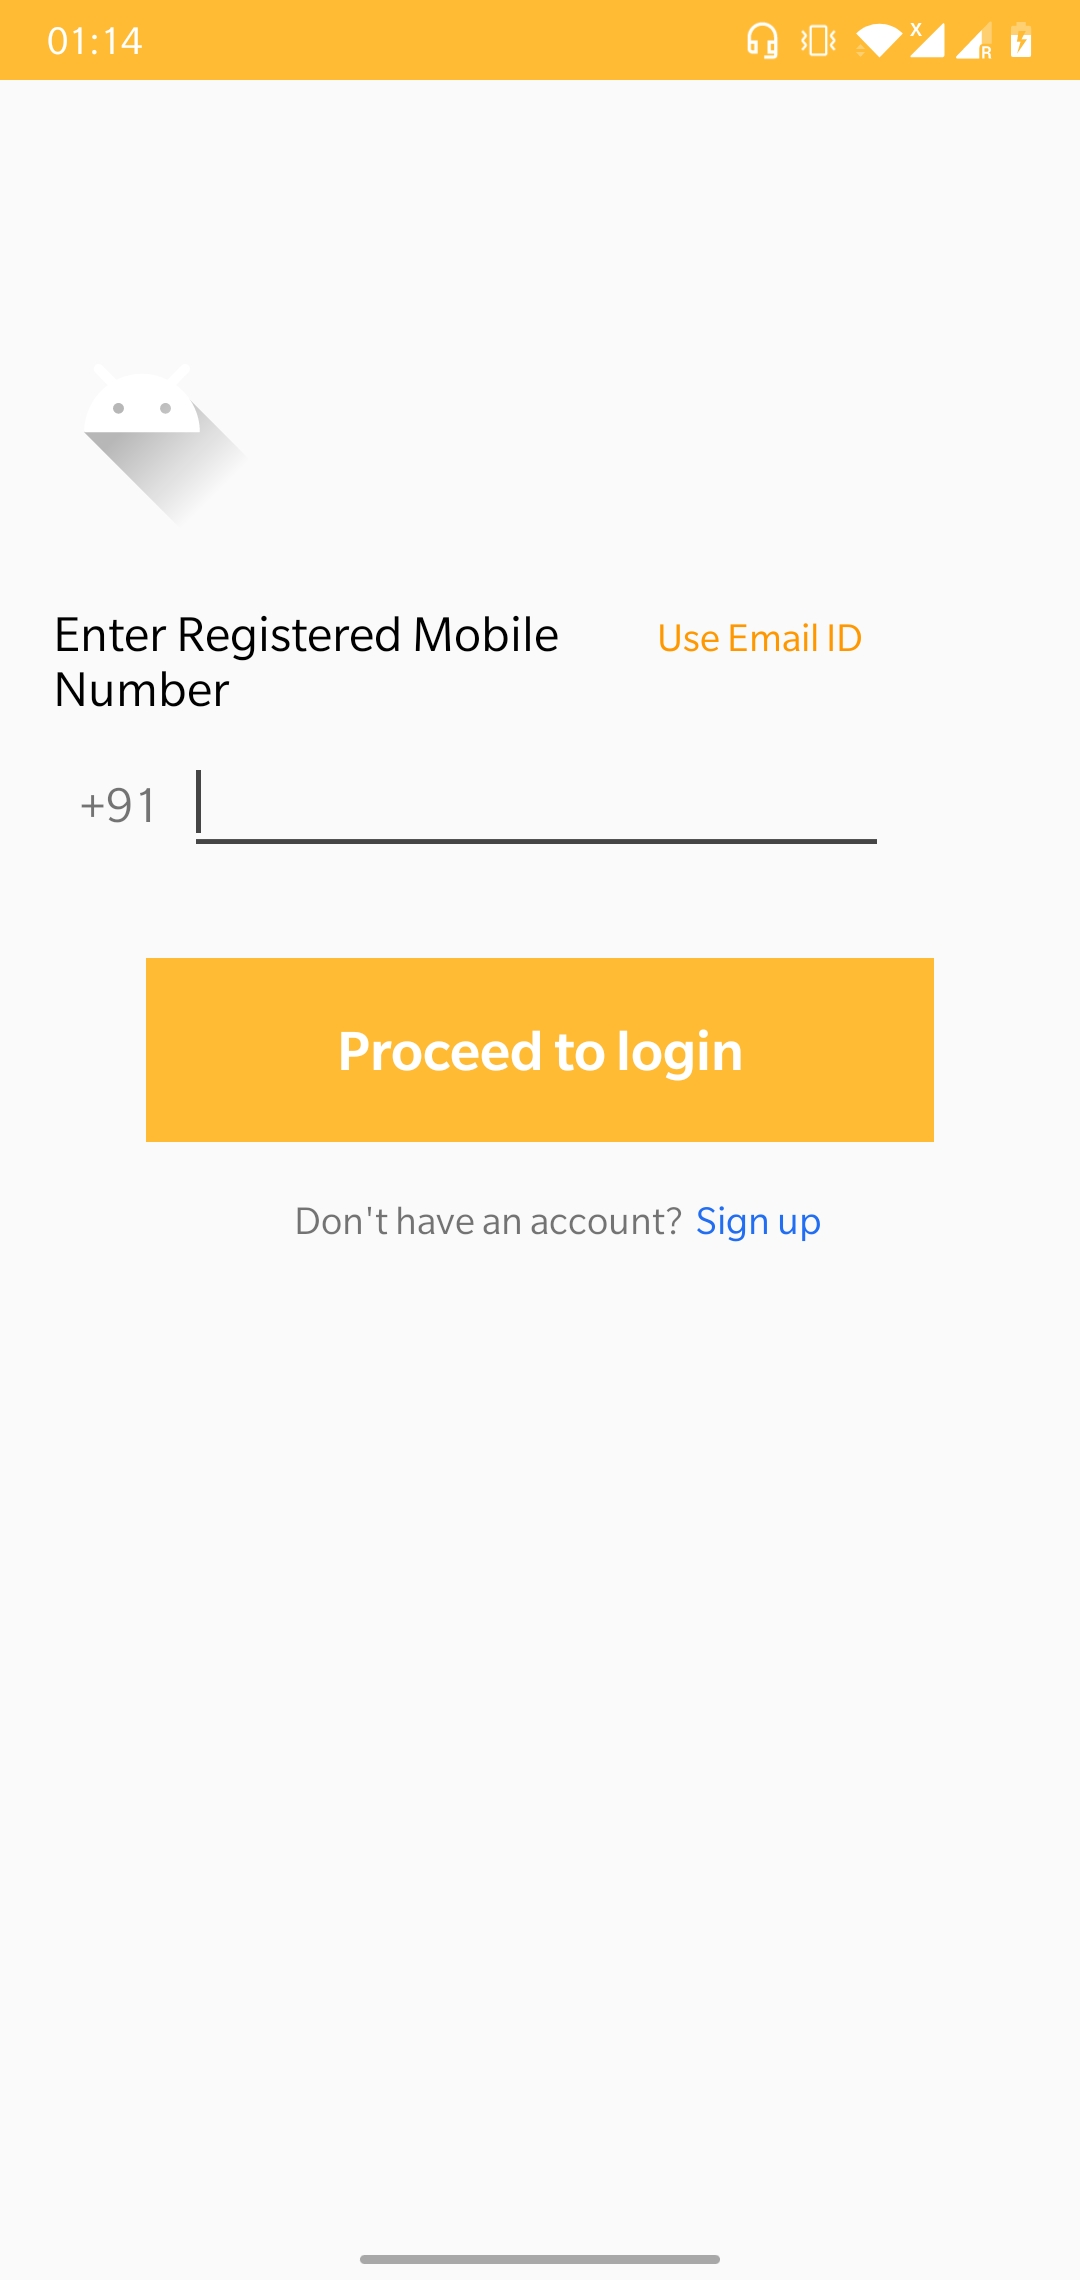 01:14
X
R
Enter Registered Mobile
Number
Use Email ID
+91
Proceed to login
Don't have an account? Sign up